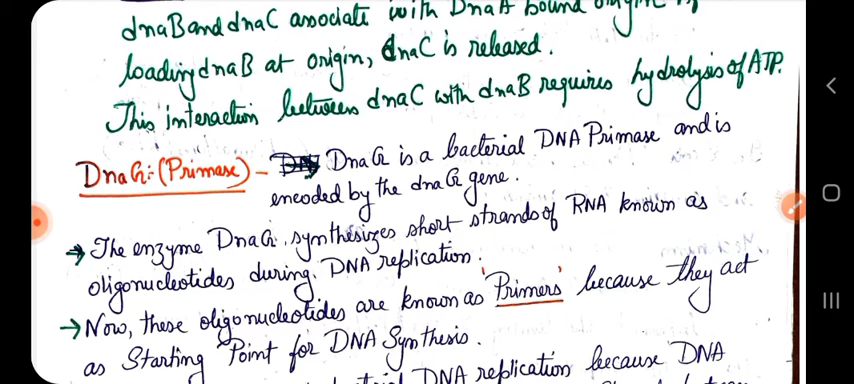 dnaB and dnaC associate with DnaA bound origin
loading dnaB at origin, dnaC is released.
This interaction between dnaC with dnaB requires hydrolysis of ATP.
DnaG:- (Primase) - DnaG is a bacterial DNA Primase and is
encoded by the dnaG gene.
→ The enzyme DnaG, synthesizes short strands of RNA known as
oligonucleotides during DNA replication.
→ Now, these oligonucleotides are known as 'Primers' because they act
as Starting Point for DNA Synthesis.
DNA replication because DNA